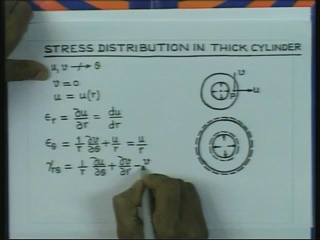 STRESS DISTRIBUTION IN THICK CYLINDER
u, v ↛ θ
v = 0
u = u(r)
ϵr = ∂u/∂r = du/dr
ϵθ = 1/r ∂v/∂θ + u/r = u/r
γrθ = 1/r ∂u/∂θ + ∂v/∂r - v
v
u